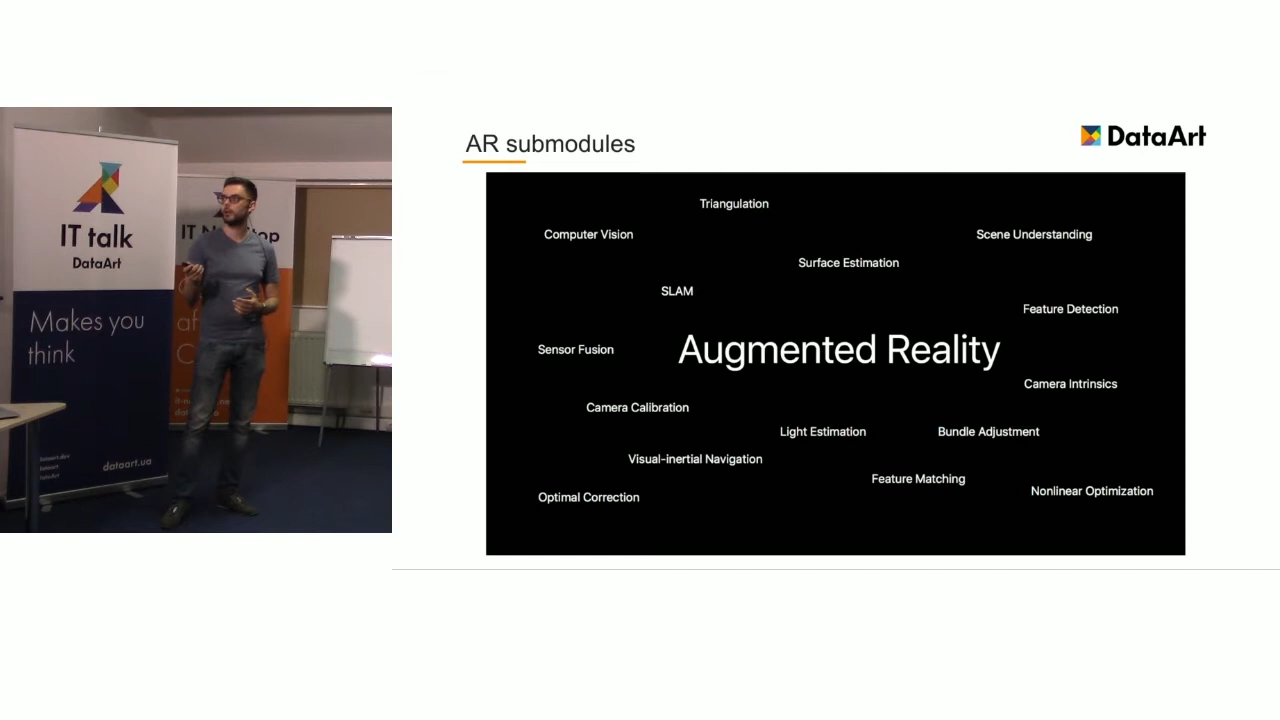 IT talk
DataArt
Makes you
think
dataart.ua
AR submodules
DataArt
Triangulation
Computer Vision
Scene Understanding
Surface Estimation
SLAM
Feature Detection
Sensor Fusion
Augmented Reality
Camera Intrinsics
Camera Calibration
Light Estimation
Bundle Adjustment
Visual-inertial Navigation
Feature Matching
Optimal Correction
Nonlinear Optimization